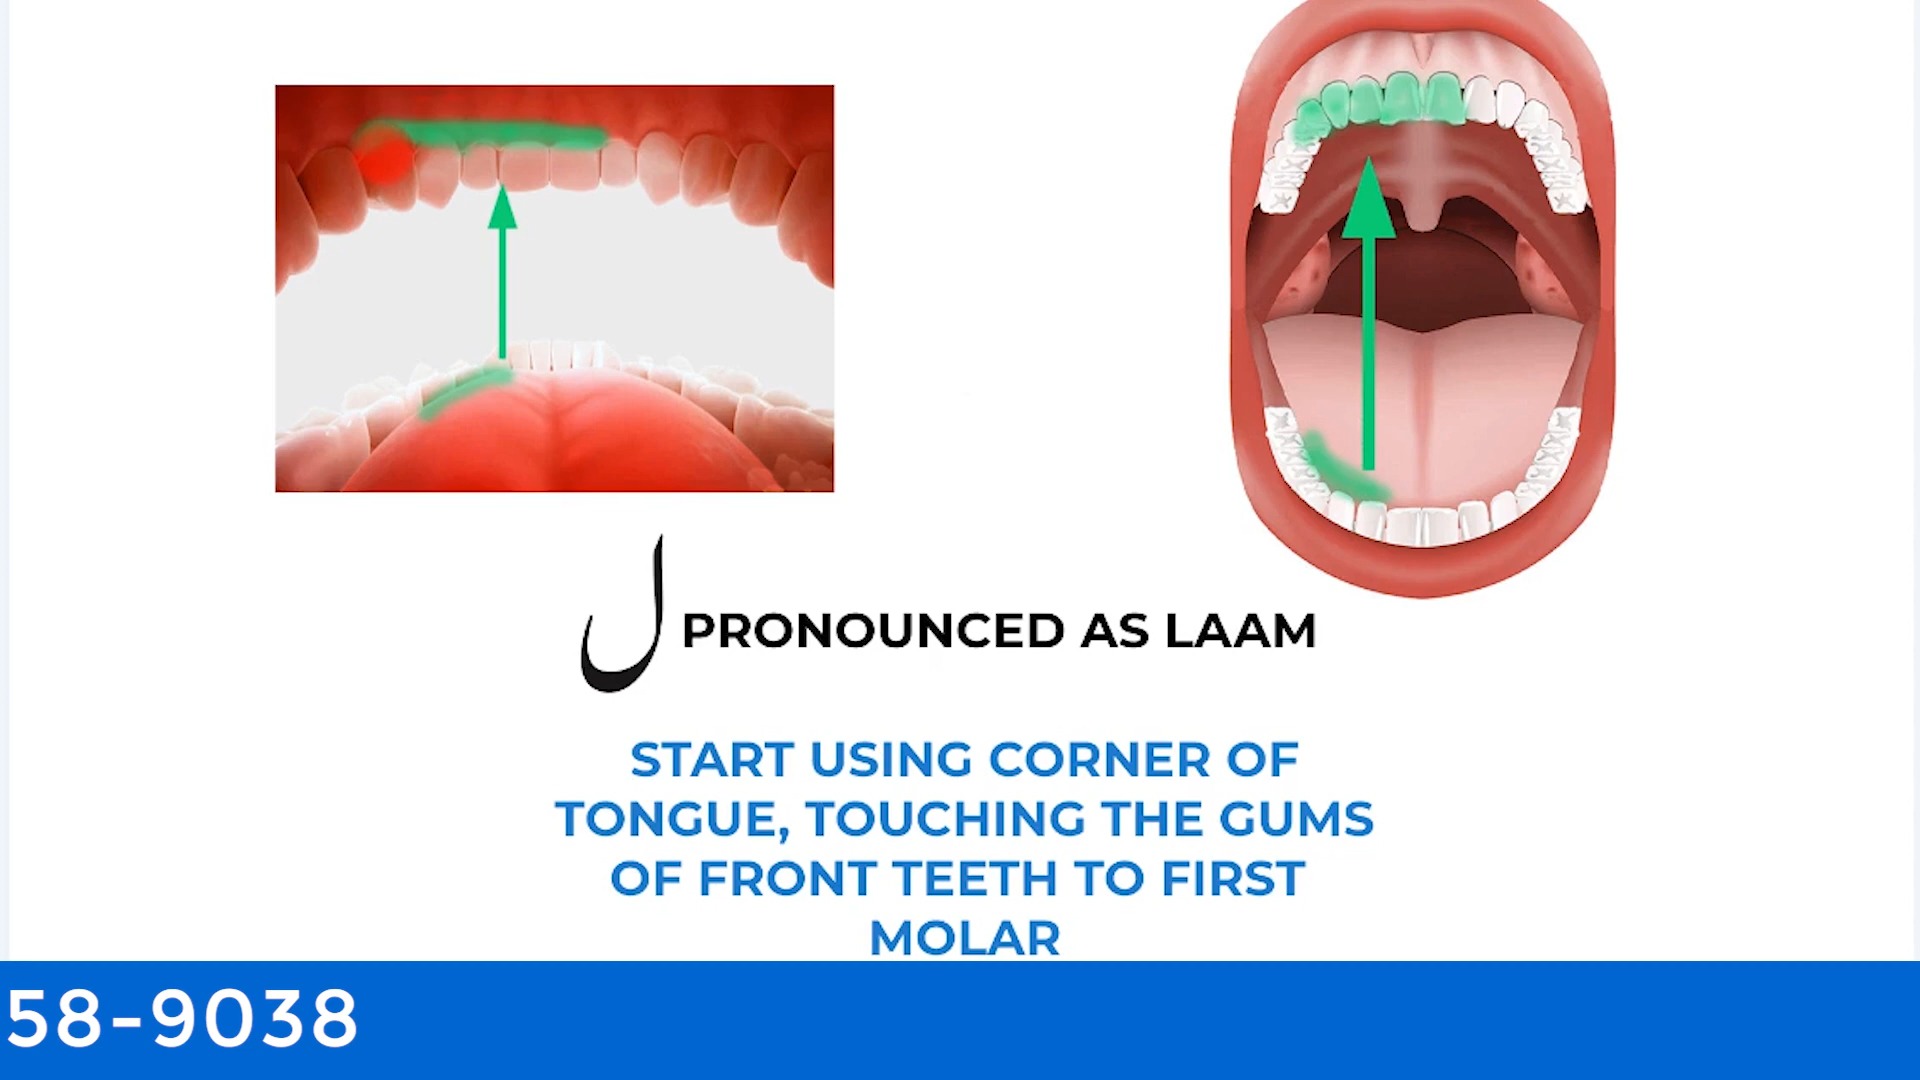 ل PRONOUNCED AS LAAM
START USING CORNER OF
TONGUE, TOUCHING THE GUMS
OF FRONT TEETH TO FIRST
MOLAR
58-9038